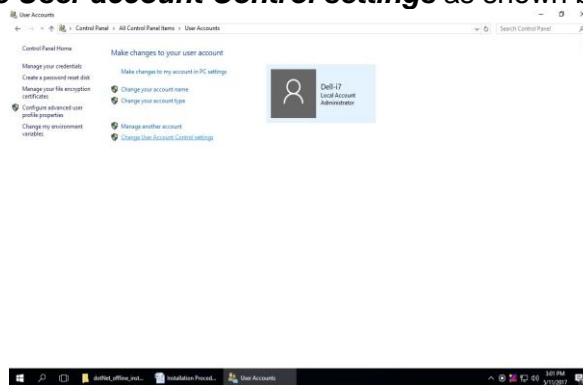 User account Control settings as shown
User Accounts
Control Panel > All Control Panel Items > User Accounts
Search Control Panel
Control Panel Home
Manage your credentials
Create a password reset disk
Manage your file encryption
certificates
Configure advanced user
profile properties
Change my environment
variables
Make changes to your user account
Make changes to my account in PC settings
Change your account name
Change your account type
Manage another account
Change User Account Control settings
Dell-i7
Local Account
Administrator
dotNet_offline_inst...
Installation Proced...
User Accounts
3:01 PM
5/11/2017